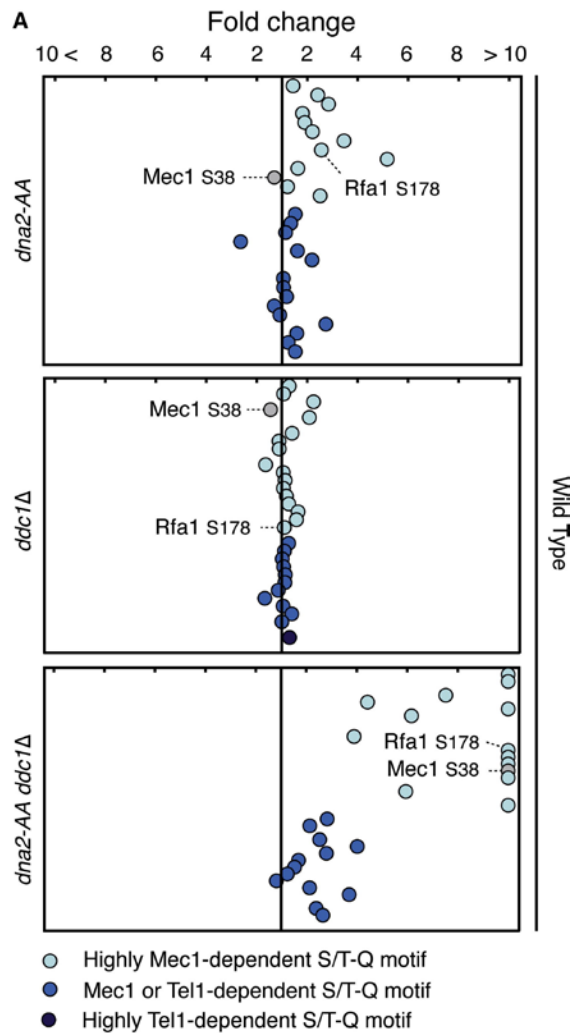 A
Fold change
10 < 8 6 4 2 2 4 6 8 > 10
dna2-AA
Mec1 S38
Rfa1 S178
ddc1Δ
Mec1 S38
Rfa1 S178
Wild Type
dna2-AA ddc1Δ
Rfa1 S178
Mec1 S38
Highly Mec1-dependent S/T-Q motif
Mec1 or Tel1-dependent S/T-Q motif
Highly Tel1-dependent S/T-Q motif